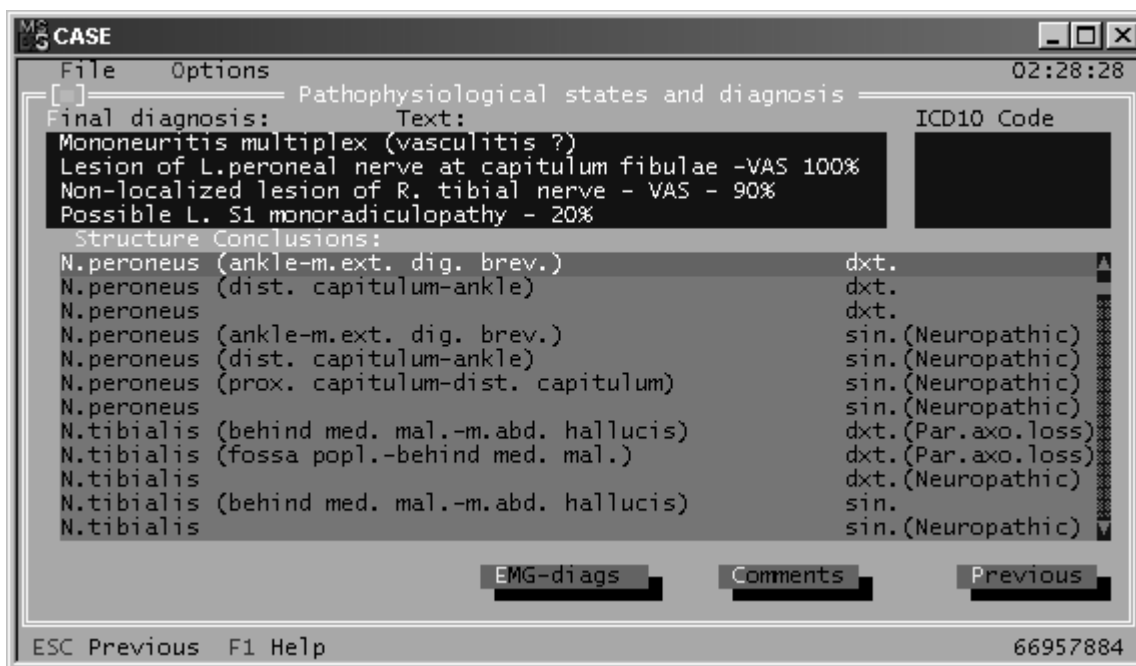 CASE
File Options 02:28:28
Pathophysiological states and diagnosis
Final diagnosis: Text: ICD10 Code
Mononeuritis multiplex (vasculitis ?)
Lesion of L.peroneal nerve at capitulum fibulae -VAS 100%
Non-localized lesion of R. tibial nerve - VAS - 90%
Possible L. S1 monoradiculopathy - 20%
Structure Conclusions:
N.peroneus (ankle-m.ext. dig. brev.) dxt.
N.peroneus (dist. capitulum-ankle) dxt.
N.peroneus dxt.
N.peroneus (ankle-m.ext. dig. brev.) sin.(Neuropathic)
N.peroneus (dist. capitulum-ankle) sin.(Neuropathic)
N.peroneus (prox. capitulum-dist. capitulum) sin.(Neuropathic)
N.peroneus sin.(Neuropathic)
N.tibialis (behind med. mal.-m.abd. hallucis) dxt.(Par.axo.loss)
N.tibialis (fossa popl.-behind med. mal.) dxt.(Par.axo.loss)
N.tibialis dxt.(Neuropathic)
N.tibialis (behind med. mal.-m.abd. hallucis) sin.
N.tibialis sin.(Neuropathic)
EMG-diags Comments Previous
ESC Previous F1 Help 66957884